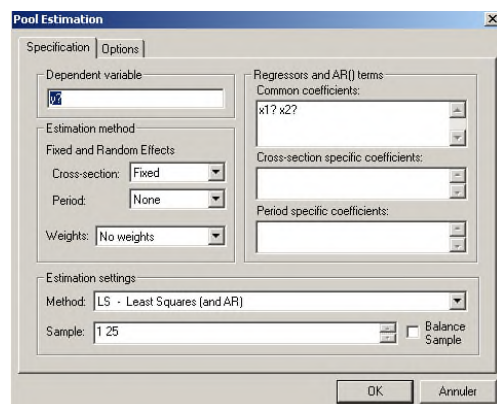 Pool Estimation
Specification
Options
Dependent variable
y?
Estimation method
Fixed and Random Effects
Cross-section: Fixed
Period: None
Weights: No weights
Regressors and AR() terms
Common coefficients:
x1? x2?
Cross-section specific coefficients:
Period specific coefficients:
Estimation settings
Method: LS - Least Squares (and AR)
Sample: 1 25
Balance
Sample
OK
Annuler